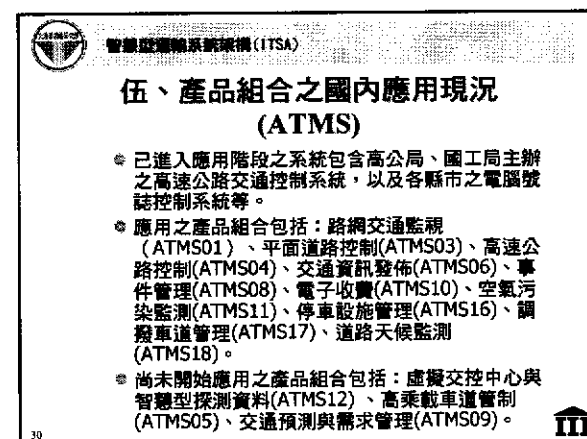 智慧型運輸系統架構(ITSA)
伍、產品組合之國內應用現況
(ATMS)
已進入應用階段之系統包含高公局、國工局主辦
之高速公路交通控制系統，以及各縣市之電腦號
誌控制系統等。
應用之產品組合包括：路網交通監視
（ATMS01）、平面道路控制(ATMS03)、高速公
路控制(ATMS04)、交通資訊發佈(ATMS06)、事
件管理(ATMS08)、電子收費(ATMS10)、空氣污
染監測(ATMS11)、停車設施管理(ATMS16)、調
撥車道管理(ATMS17)、道路天候監測
(ATMS18)。
尚未開始應用之產品組合包括：虛擬交控中心與
智慧型探測資料(ATMS12)、高乘載車道管制
(ATMS05)、交通預測與需求管理(ATMS09)。
30